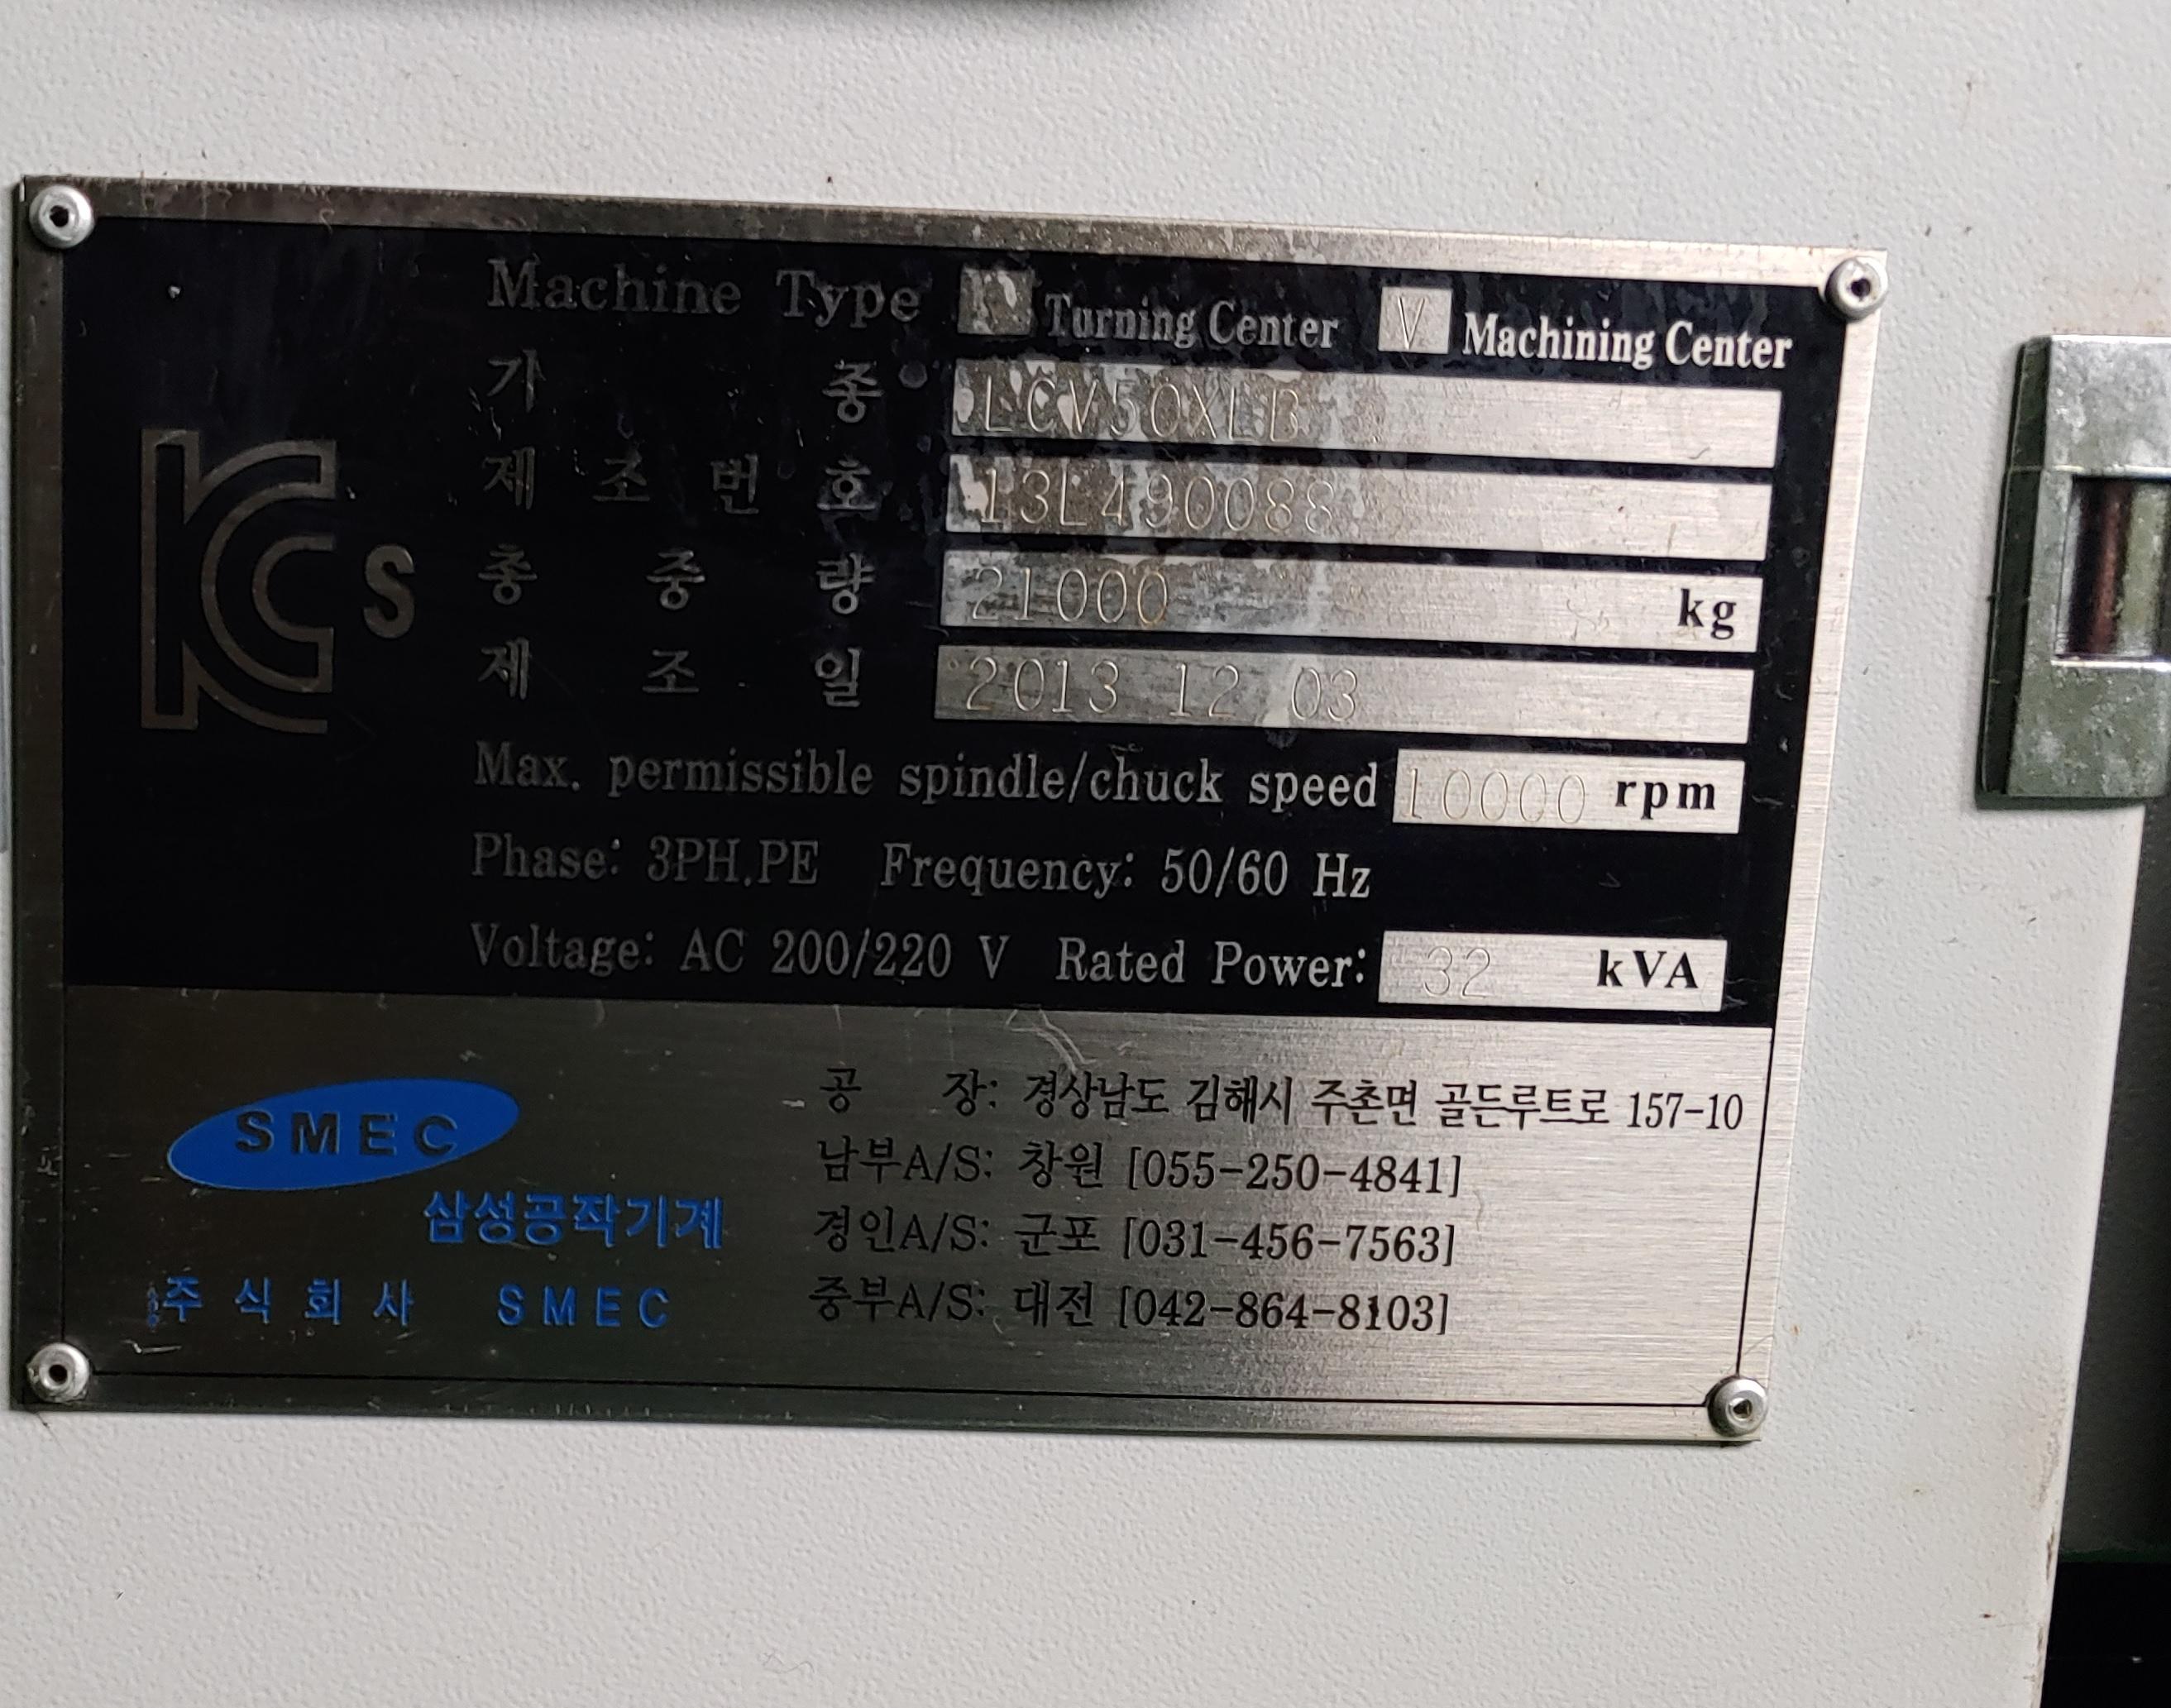 Machine Type Turning Center V Machining Center
기 종 LCV50XLB
제 조 번 호 13L490088
총 중 량 21000 kg
제 조 일 2013 12 03
Max. permissible spindle/chuck speed 10000 rpm
Phase: 3PH.PE Frequency: 50/60 Hz
Voltage: AC 200/220 V Rated Power: 32 kVA
KCs
SMEC
삼성공작기계
주식회사 SMEC
공 장: 경상남도 김해시 주촌면 골든루트로 157-10
남부A/S: 창원 [055-250-4841]
경인A/S: 군포 [031-456-7563]
중부A/S: 대전 [042-864-8103]